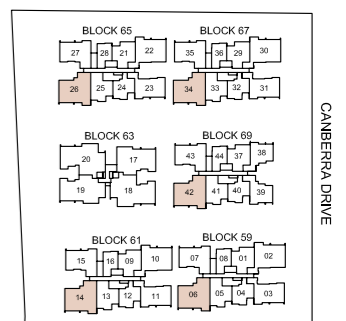 BLOCK 65
27 28 21 22
26 25 24 23
BLOCK 67
35 36 29 30
34 33 32 31
BLOCK 63
20 17
19 18
BLOCK 69
43 44 37 38
42 41 40 39
BLOCK 61
15 16 09 10
14 13 12 11
BLOCK 59
07 08 01 02
06 05 04 03
CANBERRA DRIVE